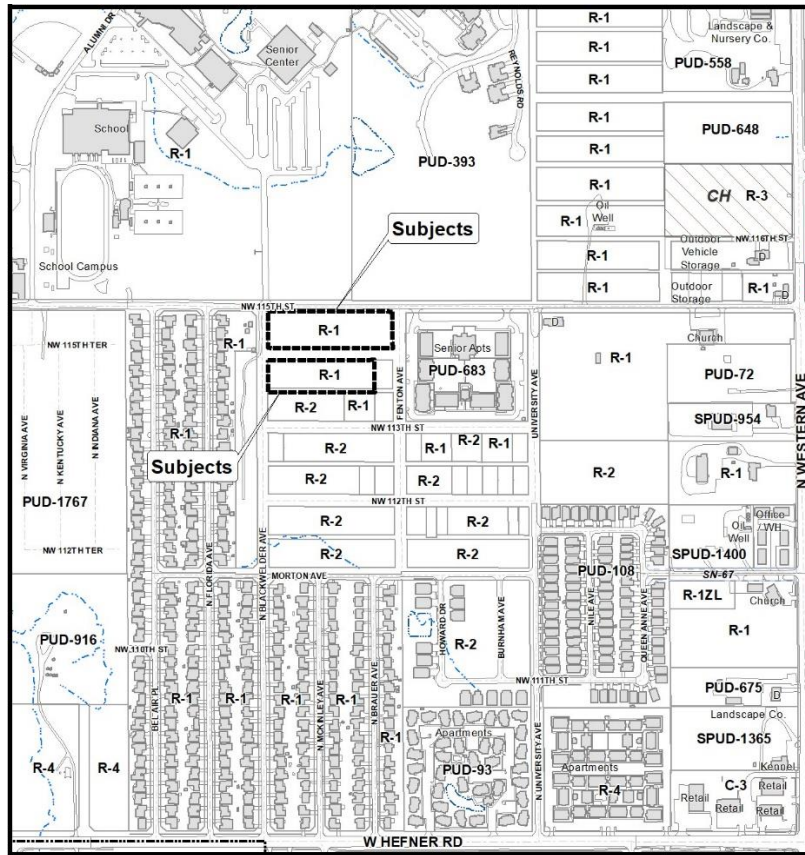 ALUMNI DR
Senior
Center
School
R-1
School Campus
REYNOLDS RD
PUD-393
R-1
R-1
R-1
R-1
R-1
R-1
R-1
Oil
Well
R-1
R-1
Landscape &
Nursery Co.
PUD-558
PUD-648
CH
R-3
Outdoor
Vehicle
Storage
NW 116TH ST
D
Outdoor
Storage
R-1
D
Subjects
NW 115TH ST
R-1
R-1
R-2
R-1
Subjects
NW 115TH TER
N VIRGINIA AVE
N KENTUCKY AVE
N INDIANA AVE
PUD-1767
NW 112TH TER
R-1
R-1
N FLORIDA AVE
N BLACKWELDER AVE
FENTON AVE
Senior Apts
PUD-683
UNIVERSITY AVE
NW 113TH ST
R-2
R-1
R-2
R-1
R-2
R-2
NW 112TH ST
R-2
R-2
R-2
R-2
MORTON AVE
D
R-1
Church
PUD-72
SPUD-954
R-1
N WESTERN AVE
R-2
Oil
Well
Office
/ WH
SPUD-1400
SN-67
PUD-108
NILE AVE
QUEEN ANNE AVE
R-1ZL
Church
R-1
PUD-916
NW 110TH ST
BEL AIR PL
R-1
R-1
R-1
N MCKINLEY AVE
R-1
N BRAUER AVE
R-1
HOWARD DR
R-2
BURNHAM AVE
NW 111TH ST
Apartments
PUD-93
N UNIVERSITY AVE
Apartments
R-4
PUD-675
D
Landscape Co.
SPUD-1365
Kennel
C-3
Retail
Retail
Retail
Retail
R-4
R-4
W HEFNER RD